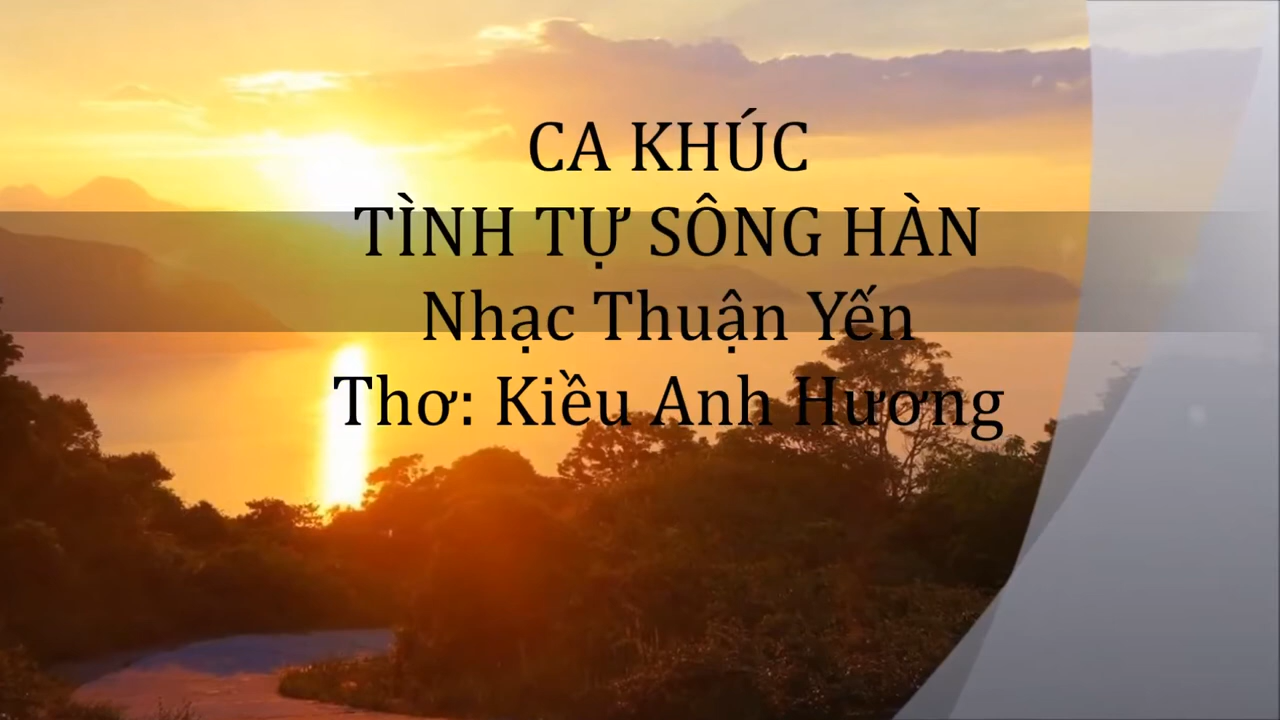 CA KHÚC
TÌNH TỰ SÔNG HÀN
Nhạc Thuận Yến
Thơ: Kiều Anh Hương